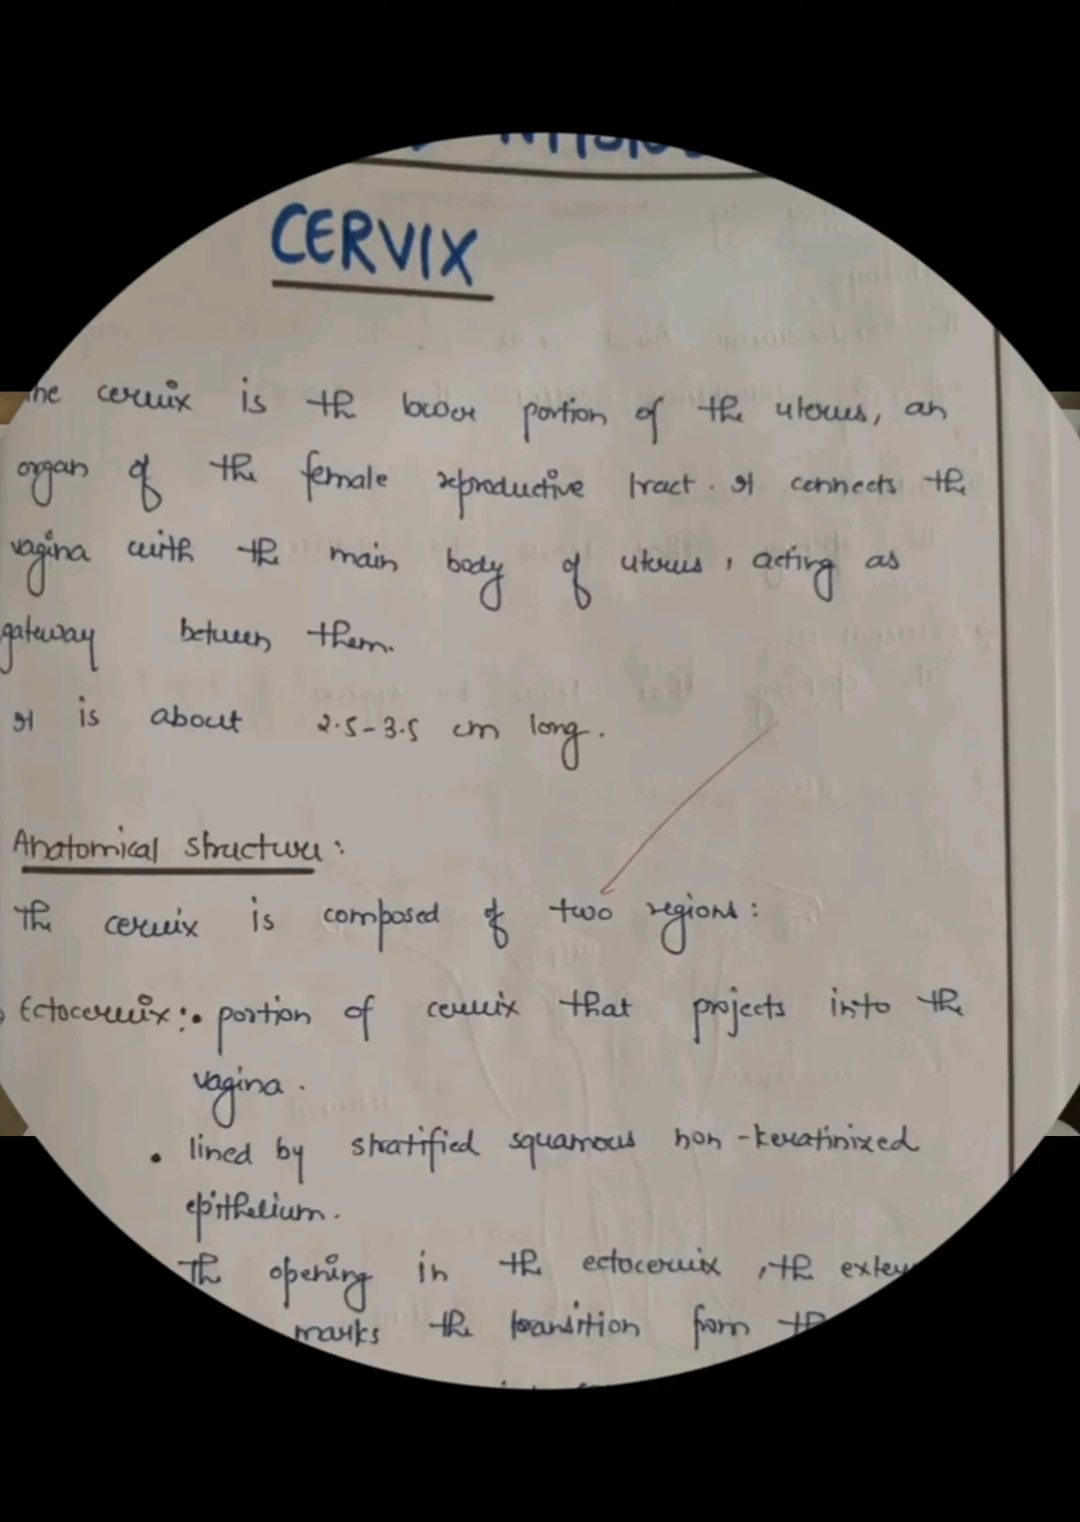 CERVIX
The cervix is the lower portion of the uterus, an
organ of the female reproductive tract. It connects the
vagina with the main body of uterus, acting as
gateway between them.
It is about 2.5-3.5 cm long.
Anatomical structure:
The cervix is composed of two regions:
Ectocervix: • portion of cervix that projects into the
vagina.
• lined by stratified squamous non-keratinized
epithelium.
The opening in the ectocervix, the
marks the transition from